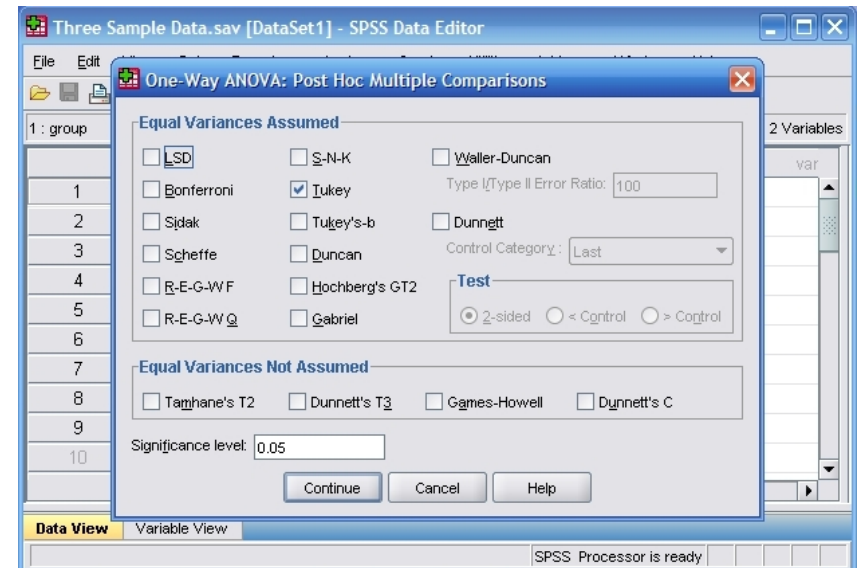 Three Sample Data.sav [DataSet1] - SPSS Data Editor
File Edit
One-Way ANOVA: Post Hoc Multiple Comparisons
1 : group
2 Variables
var
Equal Variances Assumed
LSD S-N-K Waller-Duncan
Bonferroni Tukey Type I/Type II Error Ratio: 100
Sidak Tukey's-b Dunnett
Scheffe Duncan Control Category: Last
R-E-G-W F Hochberg's GT2 Test
R-E-G-W Q Gabriel 2-sided < Control > Control
Equal Variances Not Assumed
Tamhane's T2 Dunnett's T3 Games-Howell Dunnett's C
Significance level: 0.05
Continue Cancel Help
1
2
3
4
5
6
7
8
9
10
Data View Variable View
SPSS Processor is ready